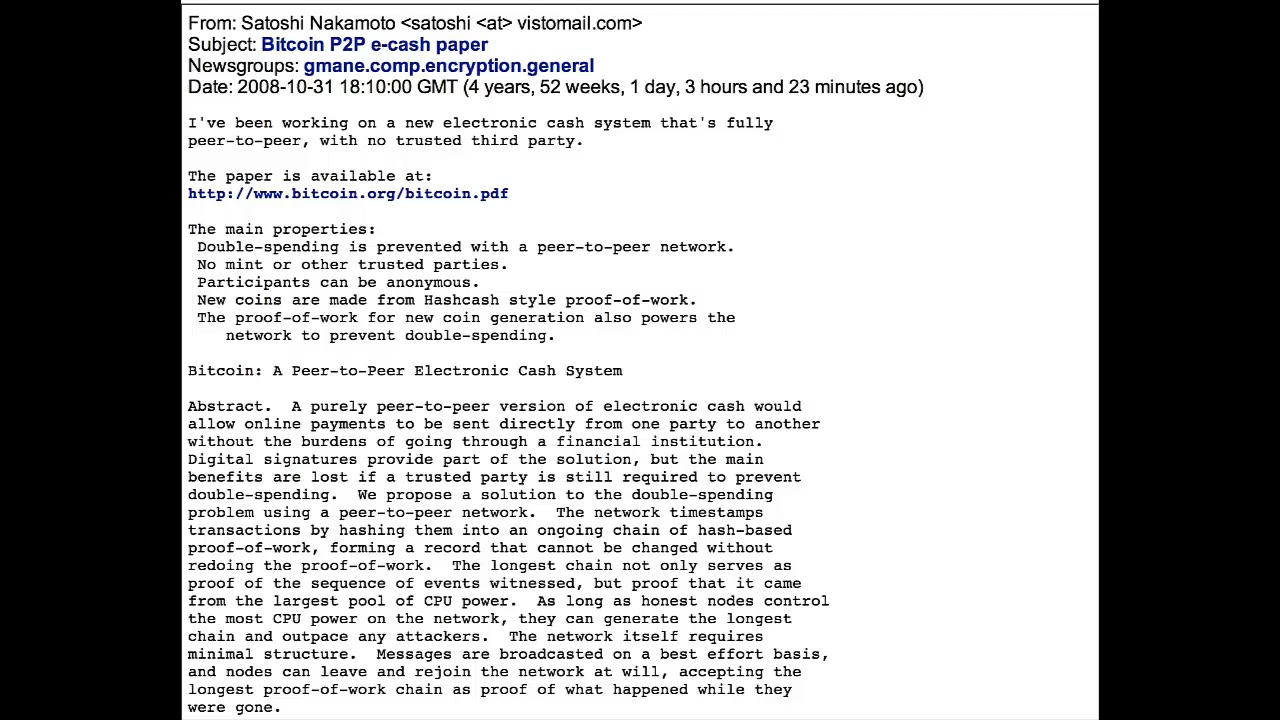 From: Satoshi Nakamoto <satoshi <at> vistomail.com>
Subject: Bitcoin P2P e-cash paper
Newsgroups: gmane.comp.encryption.general
Date: 2008-10-31 18:10:00 GMT (4 years, 52 weeks, 1 day, 3 hours and 23 minutes ago)
I've been working on a new electronic cash system that's fully
peer-to-peer, with no trusted third party.
The paper is available at:
http://www.bitcoin.org/bitcoin.pdf
The main properties:
Double-spending is prevented with a peer-to-peer network.
No mint or other trusted parties.
Participants can be anonymous.
New coins are made from Hashcash style proof-of-work.
The proof-of-work for new coin generation also powers the
network to prevent double-spending.
Bitcoin: A Peer-to-Peer Electronic Cash System
Abstract.  A purely peer-to-peer version of electronic cash would
allow online payments to be sent directly from one party to another
without the burdens of going through a financial institution.
Digital signatures provide part of the solution, but the main
benefits are lost if a trusted party is still required to prevent
double-spending.  We propose a solution to the double-spending
problem using a peer-to-peer network.  The network timestamps
transactions by hashing them into an ongoing chain of hash-based
proof-of-work, forming a record that cannot be changed without
redoing the proof-of-work.  The longest chain not only serves as
proof of the sequence of events witnessed, but proof that it came
from the largest pool of CPU power.  As long as honest nodes control
the most CPU power on the network, they can generate the longest
chain and outpace any attackers.  The network itself requires
minimal structure.  Messages are broadcasted on a best effort basis,
and nodes can leave and rejoin the network at will, accepting the
longest proof-of-work chain as proof of what happened while they
were gone.